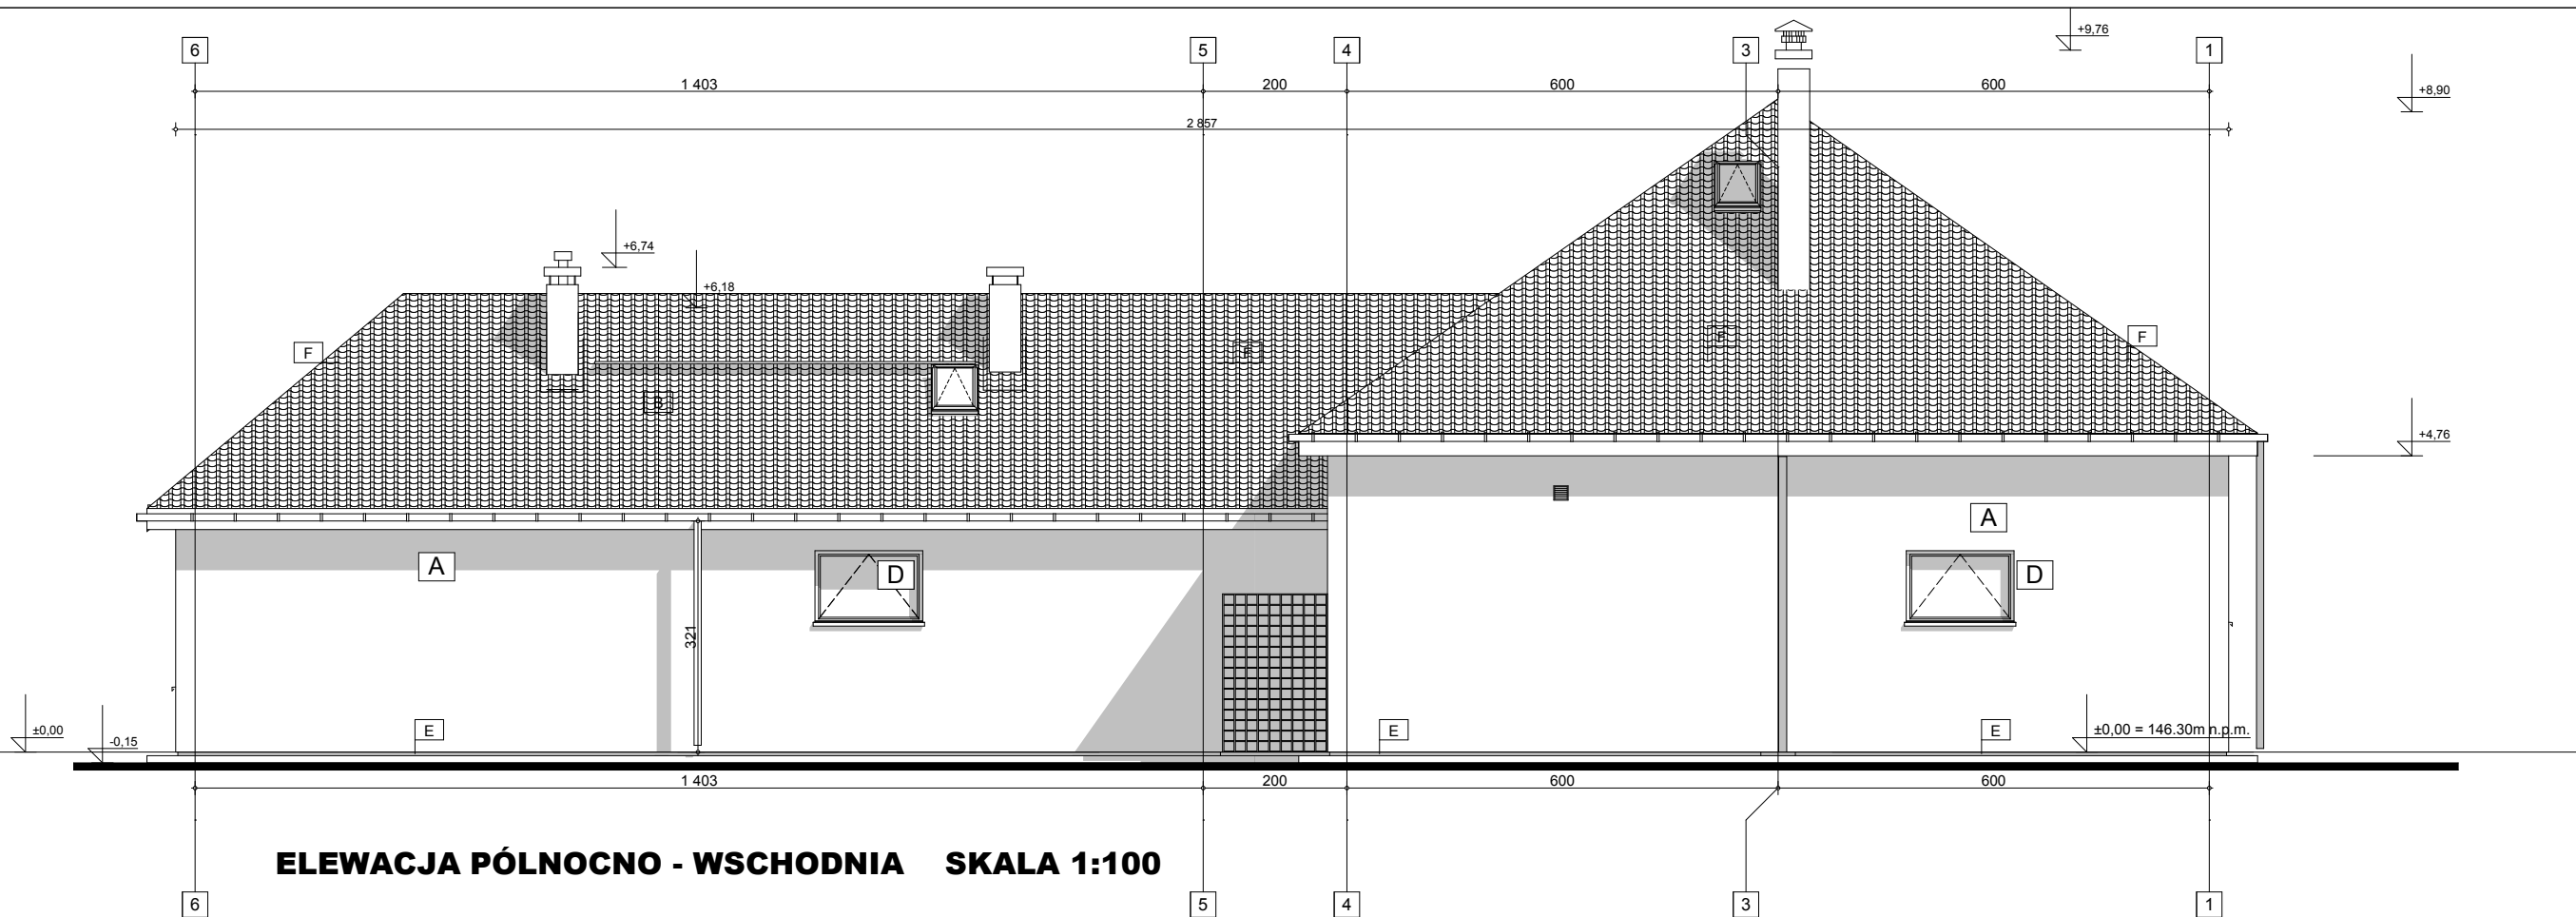 +9,76
6
5
4
3
1
1 403
200
600
600
+8,90
2 857
+6,74
+6,18
F
F
F
F
B
+4,76
A
A
D
D
321
E
E
E
±0,00
-0,15
±0,00 = 146.30m n.p.m.
1 403
200
600
600
ELEWACJA PÓLNOCNO - WSCHODNIA SKALA 1:100
6
5
4
3
1